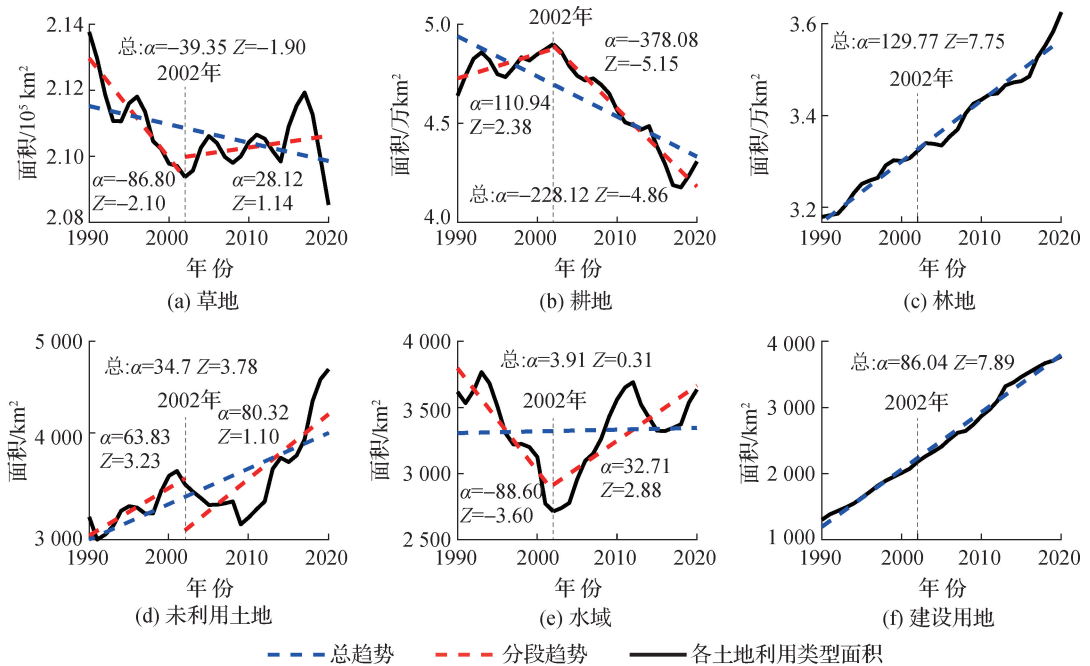 2.14
2.12
2.10
2.08
面积/10⁵ km²
总:α=−39.35 Z=−1.90
2002年
α=−86.80
Z=−2.10
α=28.12
Z=1.14
1990 2000 2010 2020
年 份
(a) 草地
5.0
4.5
4.0
面积/万km²
2002年
α=−378.08
Z=−5.15
α=110.94
Z=2.38
总:α=−228.12 Z=−4.86
1990 2000 2010 2020
年 份
(b) 耕地
3.6
3.4
3.2
面积/万km²
总:α=129.77 Z=7.75
2002年
1990 2000 2010 2020
年 份
(c) 林地
5 000
4 000
3 000
面积/km²
总:α=34.7 Z=3.78
2002年
α=80.32
Z=1.10
α=63.83
Z=3.23
1990 2000 2010 2020
年 份
(d) 未利用土地
4 000
3 500
3 000
2 500
面积/km²
总:α=3.91 Z=0.31
2002年
α=32.71
Z=2.88
α=−88.60
Z=−3.60
1990 2000 2010 2020
年 份
(e) 水域
4 000
3 000
2 000
1 000
面积/km²
总:α=86.04 Z=7.89
2002年
1990 2000 2010 2020
年 份
(f) 建设用地
总趋势 分段趋势 各土地利用类型面积